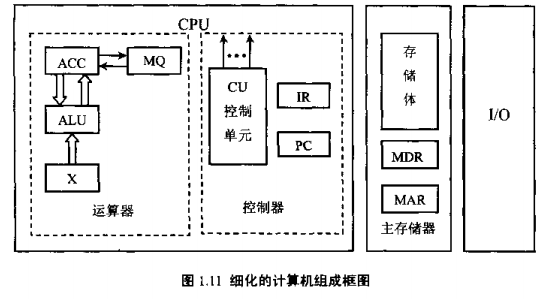 CPU
ACC
MQ
ALU
X
运算器
CU
控制
单元
IR
PC
控制器
存
储
体
MDR
MAR
主存储器
I/O
图 1.11 细化的计算机组成框图